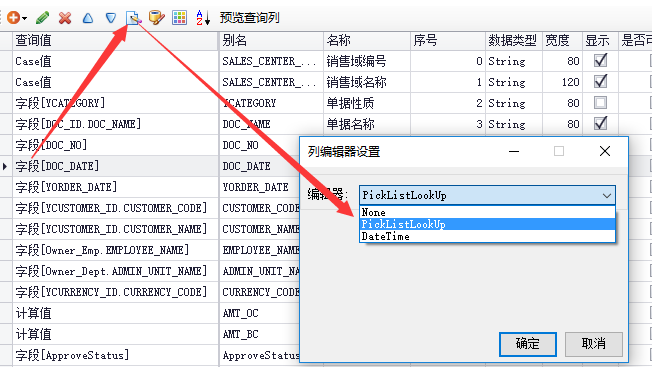 预览查询列
查询值 别名 名称 序号 数据类型 宽度 显示 是否可
Case值 SALES_CENTER_... 销售域编号 0 String 80
Case值 SALES_CENTER_... 销售域名称 1 String 120
字段[YCATEGORY] YCATEGORY 单据性质 2 String 80
字段[DOC_ID.DOC_NAME] DOC_NAME 单据名称 3 String 80
字段[DOC_NO] DOC_NO
字段[DOC_DATE] DOC_DATE
字段[YORDER_DATE] YORDER_DATE
字段[YCUSTOMER_ID.CUSTOMER_CODE] CUSTOMER_CODE
字段[YCUSTOMER_ID.CUSTOMER_NAME] CUSTOMER_NAME
字段[Owner_Emp.EMPLOYEE_NAME] EMPLOYEE_NAME
字段[Owner_Dept.ADMIN_UNIT_NAME] ADMIN_UNIT_NAME
字段[YCURRENCY_ID.CURRENCY_CODE] CURRENCY_CODE
计算值 AMT_OC
计算值 AMT_BC
字段[ApproveStatus] ApproveStatus
列编辑器设置
编辑器: PickListLookUp
None
PickListLookUp
DateTime
确定 取消